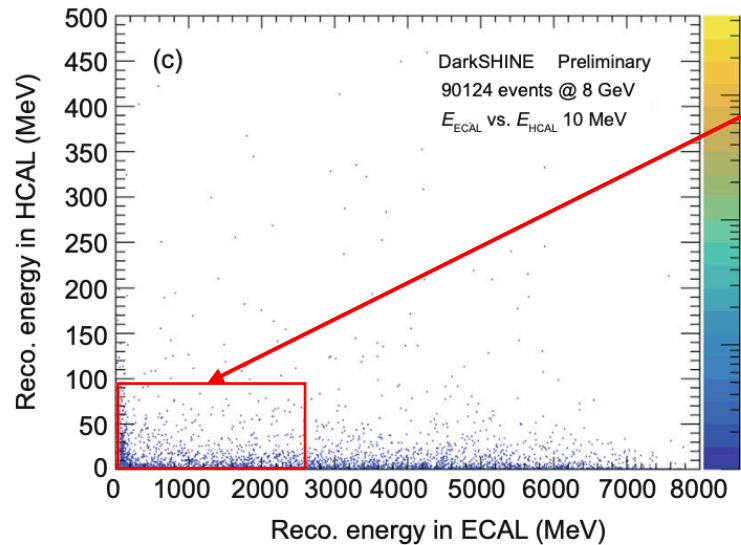 (c)
DarkSHINE Preliminary
90124 events @ 8 GeV
E_ECAL vs. E_HCAL 10 MeV
500
450
400
350
300
250
200
150
100
50
0
0 1000 2000 3000 4000 5000 6000 7000 8000
Reco. energy in HCAL (MeV)
Reco. energy in ECAL (MeV)